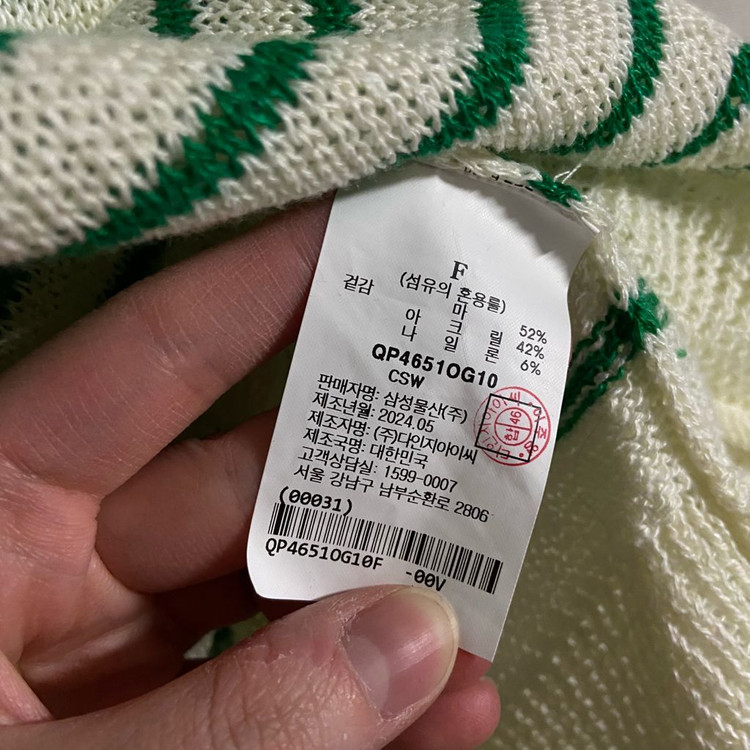 F
(섬유의 혼용률)
겉감
마 52%
아 크 릴 42%
나 일 론 6%
QP4651OG10
CSW
판매자명: 삼성물산(주)
제조년월: 2024.05
제조자명: (주)다인지아이씨
제조국명: 대한민국
고객상담실: 1599-0007
서울 강남구 남부순환로 2806
(00031)
QP4651OG10F -00V
합46